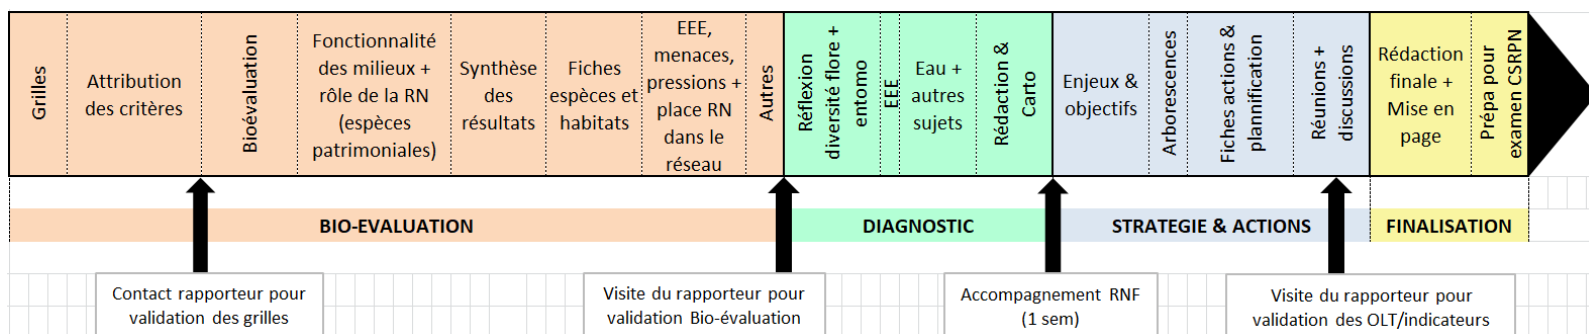 Grilles
Attribution
des critères
Bioévaluation
Fonctionnalité
des milieux +
rôle de la RN
(espèces
patrimoniales)
Synthèse
des
résultats
Fiches
espèces et
habitats
EEE,
menaces,
pressions +
place RN
dans le
réseau
Autres
Réflexion
diversité flore +
entomo
EEE
Eau +
autres
sujets
Rédaction &
Carto
Enjeux &
objectifs
Arborescences
Fiches actions &
plannification
Réunions +
discussions
Rédaction
finale +
Mise en
page
Prépa pour
examen CSRPN
BIO-EVALUATION
DIAGNOSTIC
STRATEGIE & ACTIONS
FINALISATION
Contact rapporteur pour
validation des grilles
Visite du rapporteur pour
validation Bio-évaluation
Accompagnement RNF
(1 sem)
Visite du rapporteur pour
validation des OLT/indicateurs